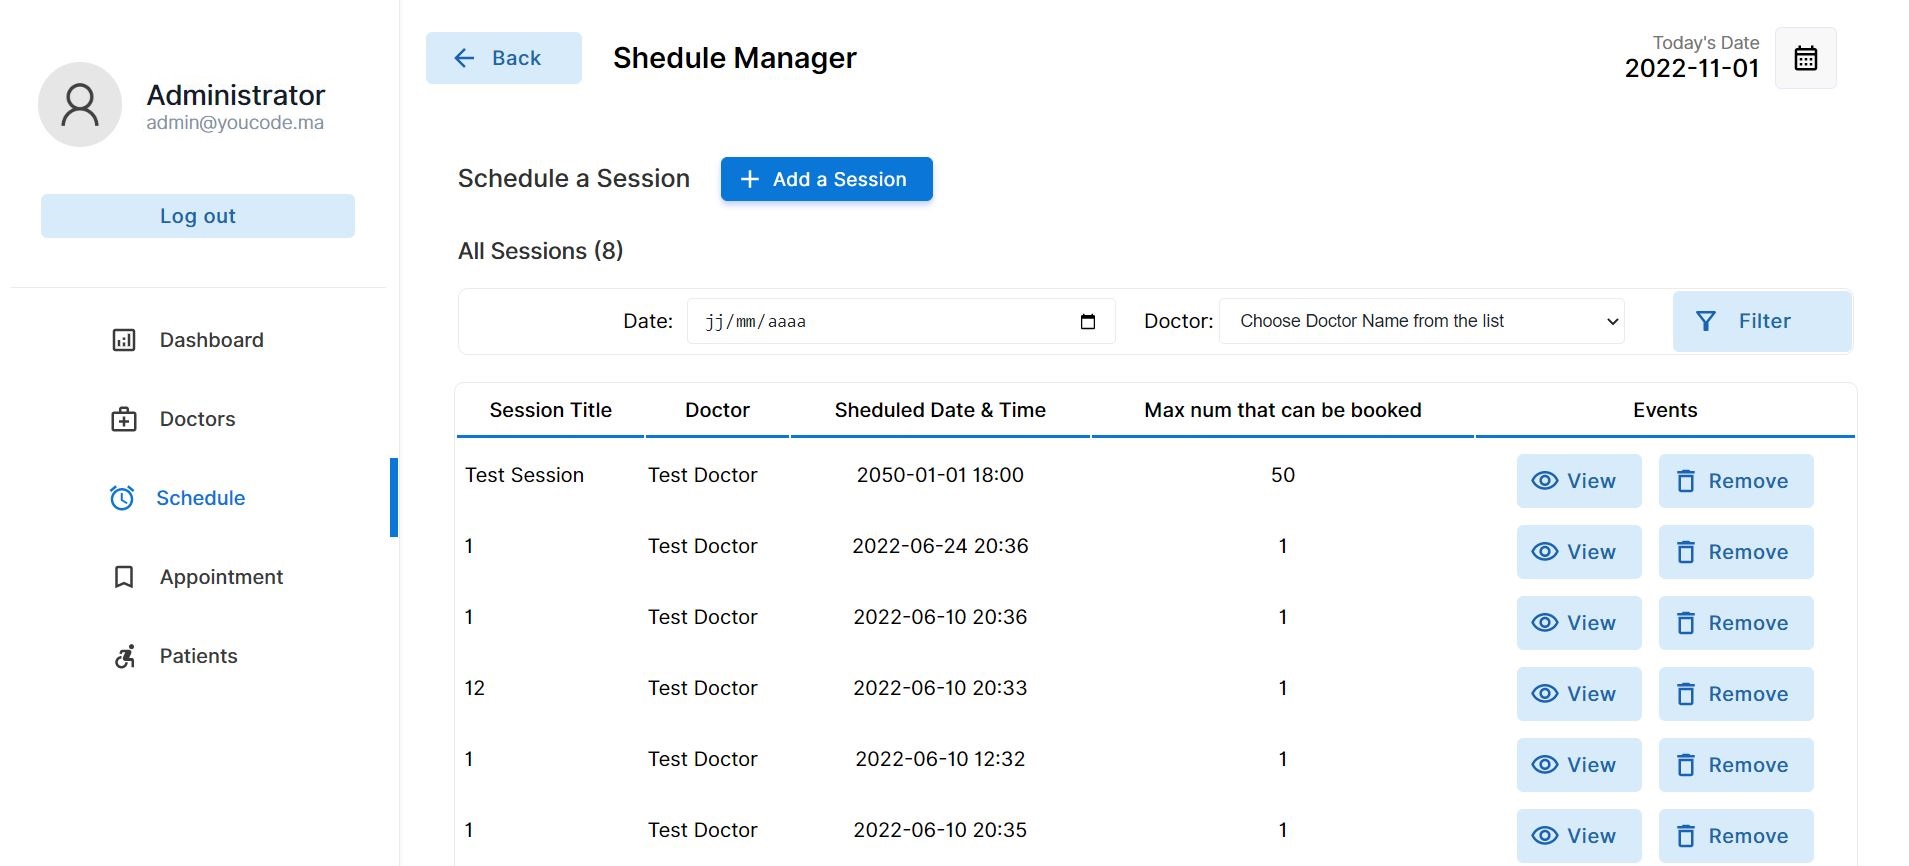 Administrator
admin@youcode.ma
Log out
Dashboard
Doctors
Schedule
Appointment
Patients
Back
Shedule Manager
Today's Date
2022-11-01
Schedule a Session
Add a Session
All Sessions (8)
Date: jj/mm/aaaa Doctor: Choose Doctor Name from the list Filter
Session Title Doctor Sheduled Date & Time Max num that can be booked Events
Test Session Test Doctor 2050-01-01 18:00 50 View Remove
1 Test Doctor 2022-06-24 20:36 1 View Remove
1 Test Doctor 2022-06-10 20:36 1 View Remove
12 Test Doctor 2022-06-10 20:33 1 View Remove
1 Test Doctor 2022-06-10 12:32 1 View Remove
1 Test Doctor 2022-06-10 20:35 1 View Remove